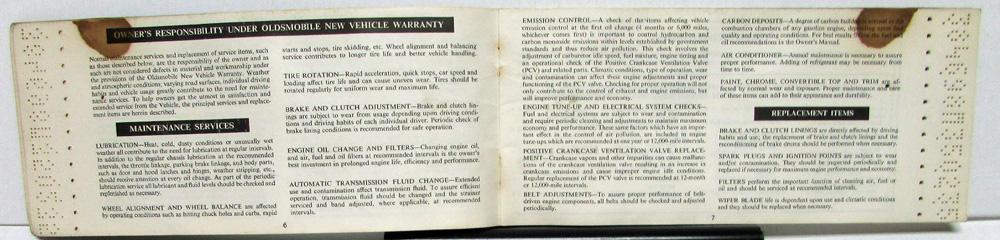 OWNER'S RESPONSIBILITY UNDER OLDSMOBILE NEW VEHICLE WARRANTY
Normal maintenance services and replacement of service items, such
as those described below, are the responsibility of the owner and as
such are not considered defects in material and workmanship under
the provisions of the Oldsmobile New Vehicle Warranty. Weather
and atmospheric conditions, varying road surfaces, individual driving
habits and vehicle usage greatly contribute to the need for mainte-
nance services. To help owners get the utmost in satisfaction and
extended service from the Vehicle, the principal services and replace-
ment items are herein described.
MAINTENANCE SERVICES
LUBRICATION—Heat, cold, dusty conditions or unusually wet
weather all contribute to the need for lubrication at regular intervals.
In addition to the regular chassis lubrication at the recommended
intervals, the throttle linkage, parking brake linkage, and body parts,
such as door and hood latches and hinges, weather stripping, etc.,
should receive attention every oil change. As part of the periodic
lubrication service all lubricant and fluid levels should be checked and
replenished as necessary.
WHEEL ALIGNMENT AND WHEEL BALANCE are affected
by operating conditions such as hitting chuck holes and curbs, rapid
starts and stops, tire skidding, etc. Wheel alignment and balancing
service contributes to longer tire life and better vehicle handling.
TIRE ROTATION—Rapid acceleration, quick stops, car speed and
loading affect tire life and can cause uneven wear. Tires should be
rotated regularly for uniform wear and maximum life.
BRAKE AND CLUTCH ADJUSTMENT—Brake and clutch lin-
ings are subject to wear from usage depending upon driving condi-
tions and driving habits of each individual driver. Periodic check of
brake lining conditions is recommended for safe operation.
ENGINE OIL CHANGE AND FILTERS—Changing engine oil,
and air, fuel and oil filters at recommended intervals is the owner's
best investment in prolonged engine life, efficiency and performance.
AUTOMATIC TRANSMISSION FLUID CHANGE—Extended
use and contamination effect transmission fluid. To assure efficient
operation, transmission fluid should be changed and the strainer
serviced and band adjusted, where applicable, at recommended
intervals.
6
EMISSION CONTROL—A check of the items affecting vehicle
emission control at the first oil change (4 months or 6,000 miles,
whichever comes first) is important to control hydrocarbon and
carbon monoxide emissions within levels established by government
standards and thus reduce air pollution. This check involves the
adjustment of carburetor idle speed, fuel mixture, engine timing and
an operational check of the Positive Crankcase Ventilation Valve
(PCV) and related parts. Climatic conditions, type of operation, wear
and contamination can affect these engine adjustments and proper
functioning of the PCV valve. Checking for proper operation will not
only contribute to the control of exhaust and engine emissions, but
will improve performance and economy.
ENGINE TUNE-UP AND ELECTRICAL SYSTEM CHECKS—
Fuel and electrical systems are subject to wear and contamination
and require periodic cleaning and adjustments to maintain maximum
economy and performance. These same factors which have an impor-
tant effect in the control of air pollution, are included in engine
tune-ups which are recommended at one year or 12,000 mile intervals.
POSITIVE CRANKCASE VENTILATION VALVE REPLACE-
MENT—Crankcase vapors and other impurities can cause malfunc-
tions of the crankcase ventilation valve resulting in an increase in
crankcase emissions and cause improper engine idle conditions.
Regular replacement of the PCV valve is recommended at 12-month
or 12,000-mile intervals.
BELT ADJUSTMENTS—To assure proper performance of belt-
driven engine components, all belts should be checked and adjusted
periodically.
CARBON DEPOSITS—A degree of carbon buildup is normal in the
combustion chambers of any gasoline engine, depending upon fuel
quality and operating conditions. For best results follow the fuel and
oil recommendations in the Owner's Manual.
AIR CONDITIONER—Annual maintenance is necessary to assure
proper performance. Adding of refrigerant may be necessary from
time to time.
PAINT, CHROME, CONVERTIBLE TOP AND TRIM are af-
fected by normal wear and exposure. Proper maintenance and care
of these items can add to their appearance and durability.
REPLACEMENT ITEMS
BRAKE AND CLUTCH LININGS are directly affected by driving
habits and use, the replacement of brake and clutch linings and the
reconditioning of brake drums should be performed when necessary.
SPARK PLUGS AND IGNITION POINTS are subject to wear
and/or contamination. They should be inspected periodically and
replaced if necessary for maximum engine performance and economy.
FILTERS perform the important function of cleaning air, fuel or
oil and should be serviced at recommended intervals.
WIPER BLADE life is dependent upon use and climatic conditions
and they should be replaced when necessary.
7